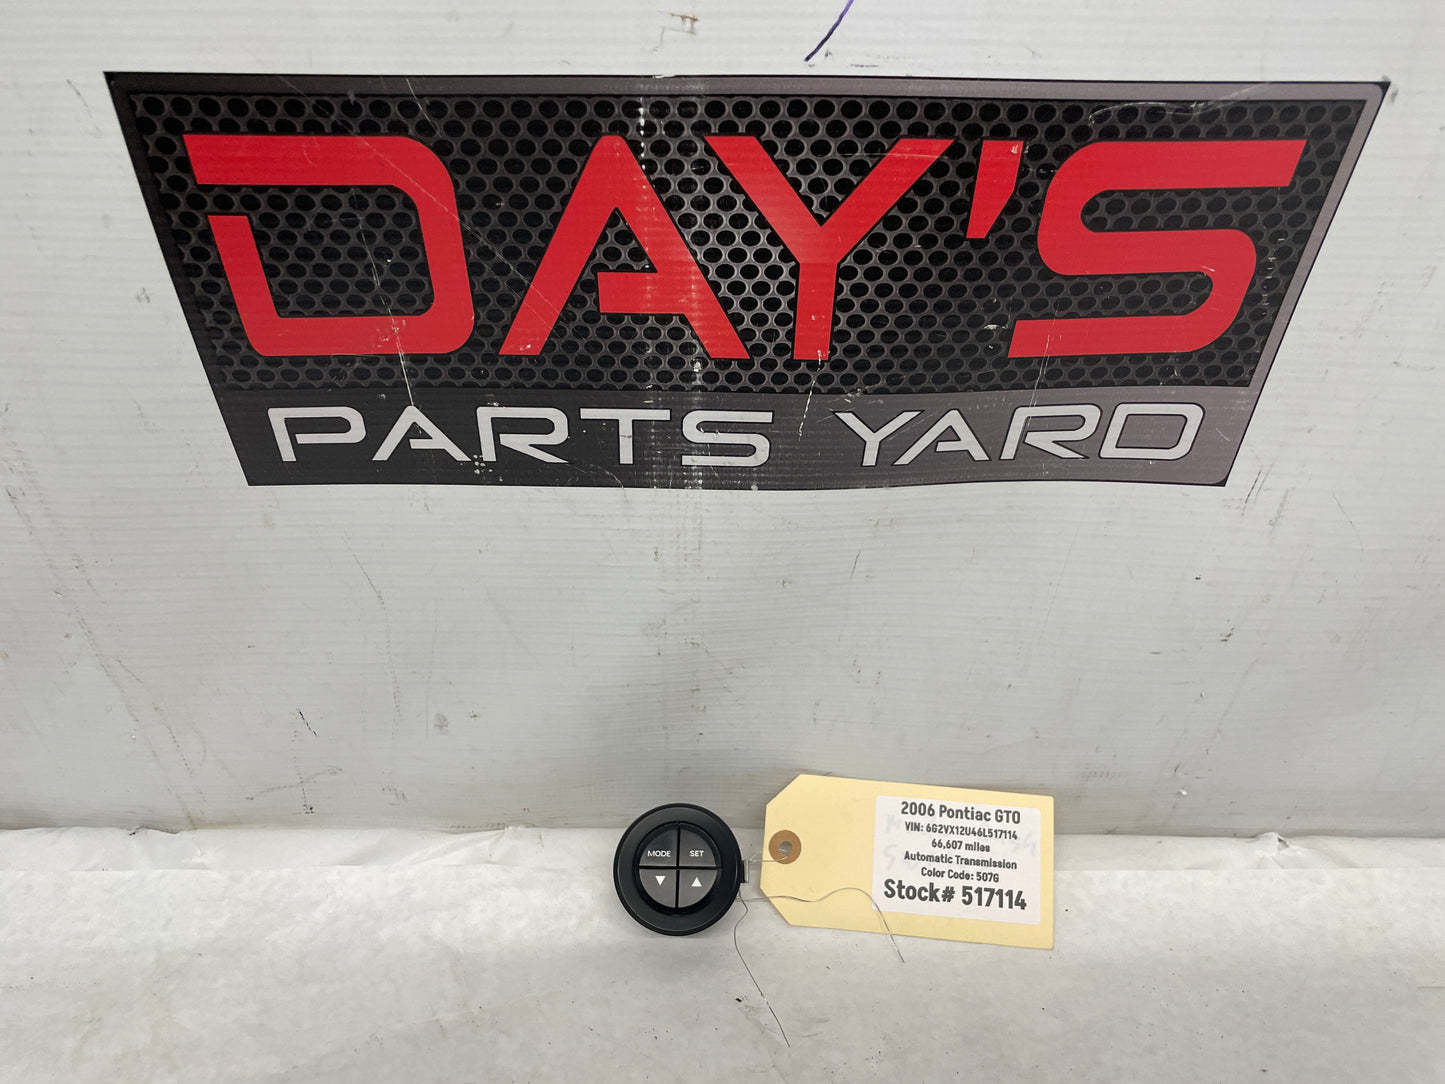 DAY'S
PARTS YARD
MODE SET
▼ ▲
2006 Pontiac GTO
VIN: 6G2VX12U46L517114
66,607 miles
Automatic Transmission
Color Code: 507G
Stock# 517114